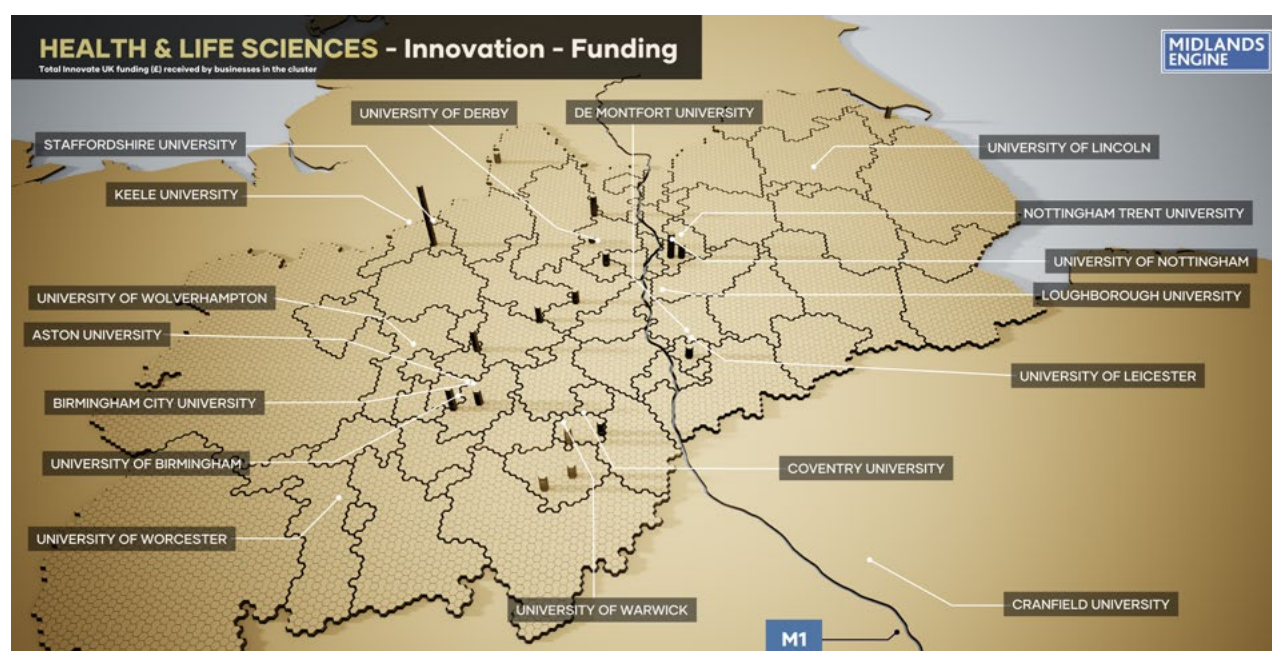 HEALTH & LIFE SCIENCES - Innovation - Funding
Total Innovate UK funding (£) received by businesses in the cluster
MIDLANDS
ENGINE
UNIVERSITY OF DERBY
DE MONTFORT UNIVERSITY
STAFFORDSHIRE UNIVERSITY
UNIVERSITY OF LINCOLN
KEELE UNIVERSITY
NOTTINGHAM TRENT UNIVERSITY
UNIVERSITY OF NOTTINGHAM
UNIVERSITY OF WOLVERHAMPTON
LOUGHBOROUGH UNIVERSITY
ASTON UNIVERSITY
UNIVERSITY OF LEICESTER
BIRMINGHAM CITY UNIVERSITY
UNIVERSITY OF BIRMINGHAM
COVENTRY UNIVERSITY
UNIVERSITY OF WORCESTER
UNIVERSITY OF WARWICK
CRANFIELD UNIVERSITY
M1